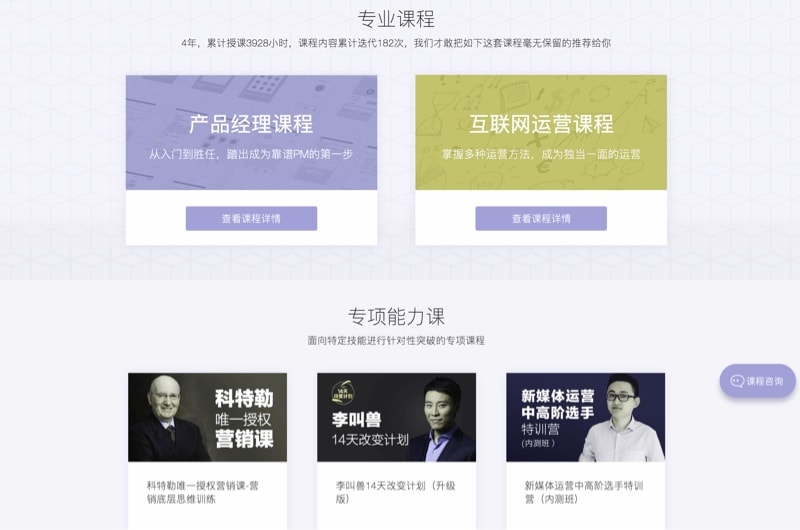 专业课程
4年，累计授课3928小时，课程内容累计迭代182次，我们才敢把如下这套课程毫无保留的推荐给你
产品经理课程
从入门到胜任，踏出成为靠谱PM的第一步
查看课程详情
互联网运营课程
掌握多种运营方法，成为独当一面的运营
查看课程详情
专项能力课
面向特定技能进行针对性突破的专项课程
科特勒
唯一授权
营销课
科特勒唯一授权营销课-营
销底层思维训练
14天
改变计划
李叫兽
14天改变计划
李叫兽14天改变计划（升级
版）
新媒体运营
中高阶选手
特训营
(内测班）
新媒体运营中高阶选手特训
营（内测班）
课程咨询